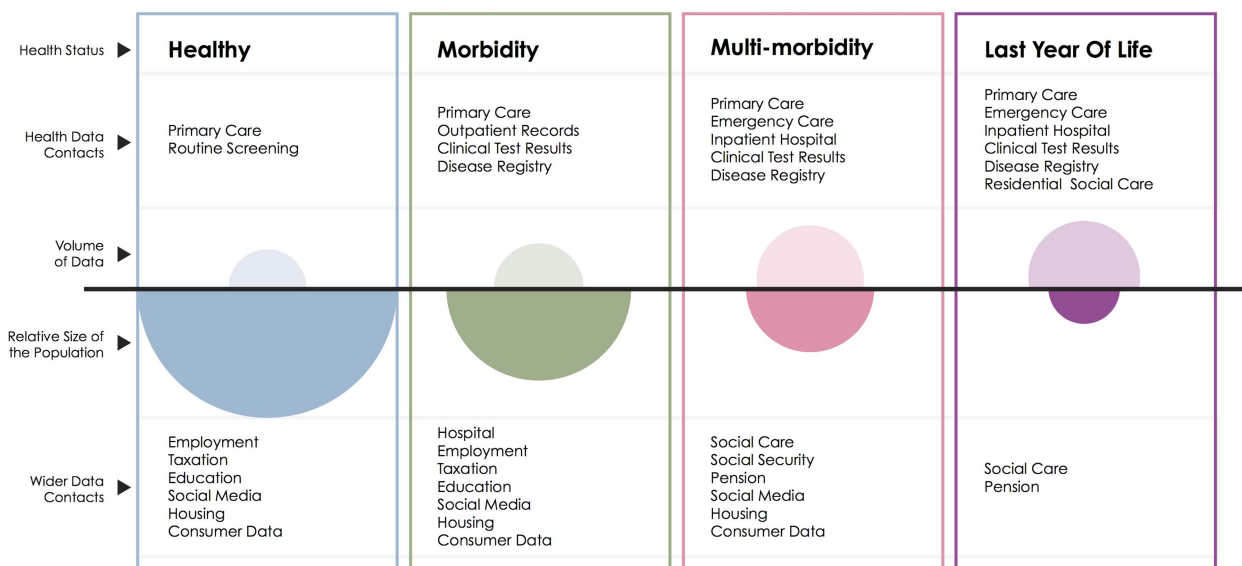 Health Status
Healthy
Morbidity
Multi-morbidity
Last Year Of Life
Health Data
Contacts
Primary Care
Routine Screening
Primary Care
Outpatient Records
Clinical Test Results
Disease Registry
Primary Care
Emergency Care
Inpatient Hospital
Clinical Test Results
Disease Registry
Primary Care
Emergency Care
Inpatient Hospital
Clinical Test Results
Disease Registry
Residential Social Care
Volume
of Data
Relative Size of
the Population
Wider Data
Contacts
Employment
Taxation
Education
Social Media
Housing
Consumer Data
Hospital
Employment
Taxation
Education
Social Media
Housing
Consumer Data
Social Care
Social Security
Pension
Social Media
Housing
Consumer Data
Social Care
Pension